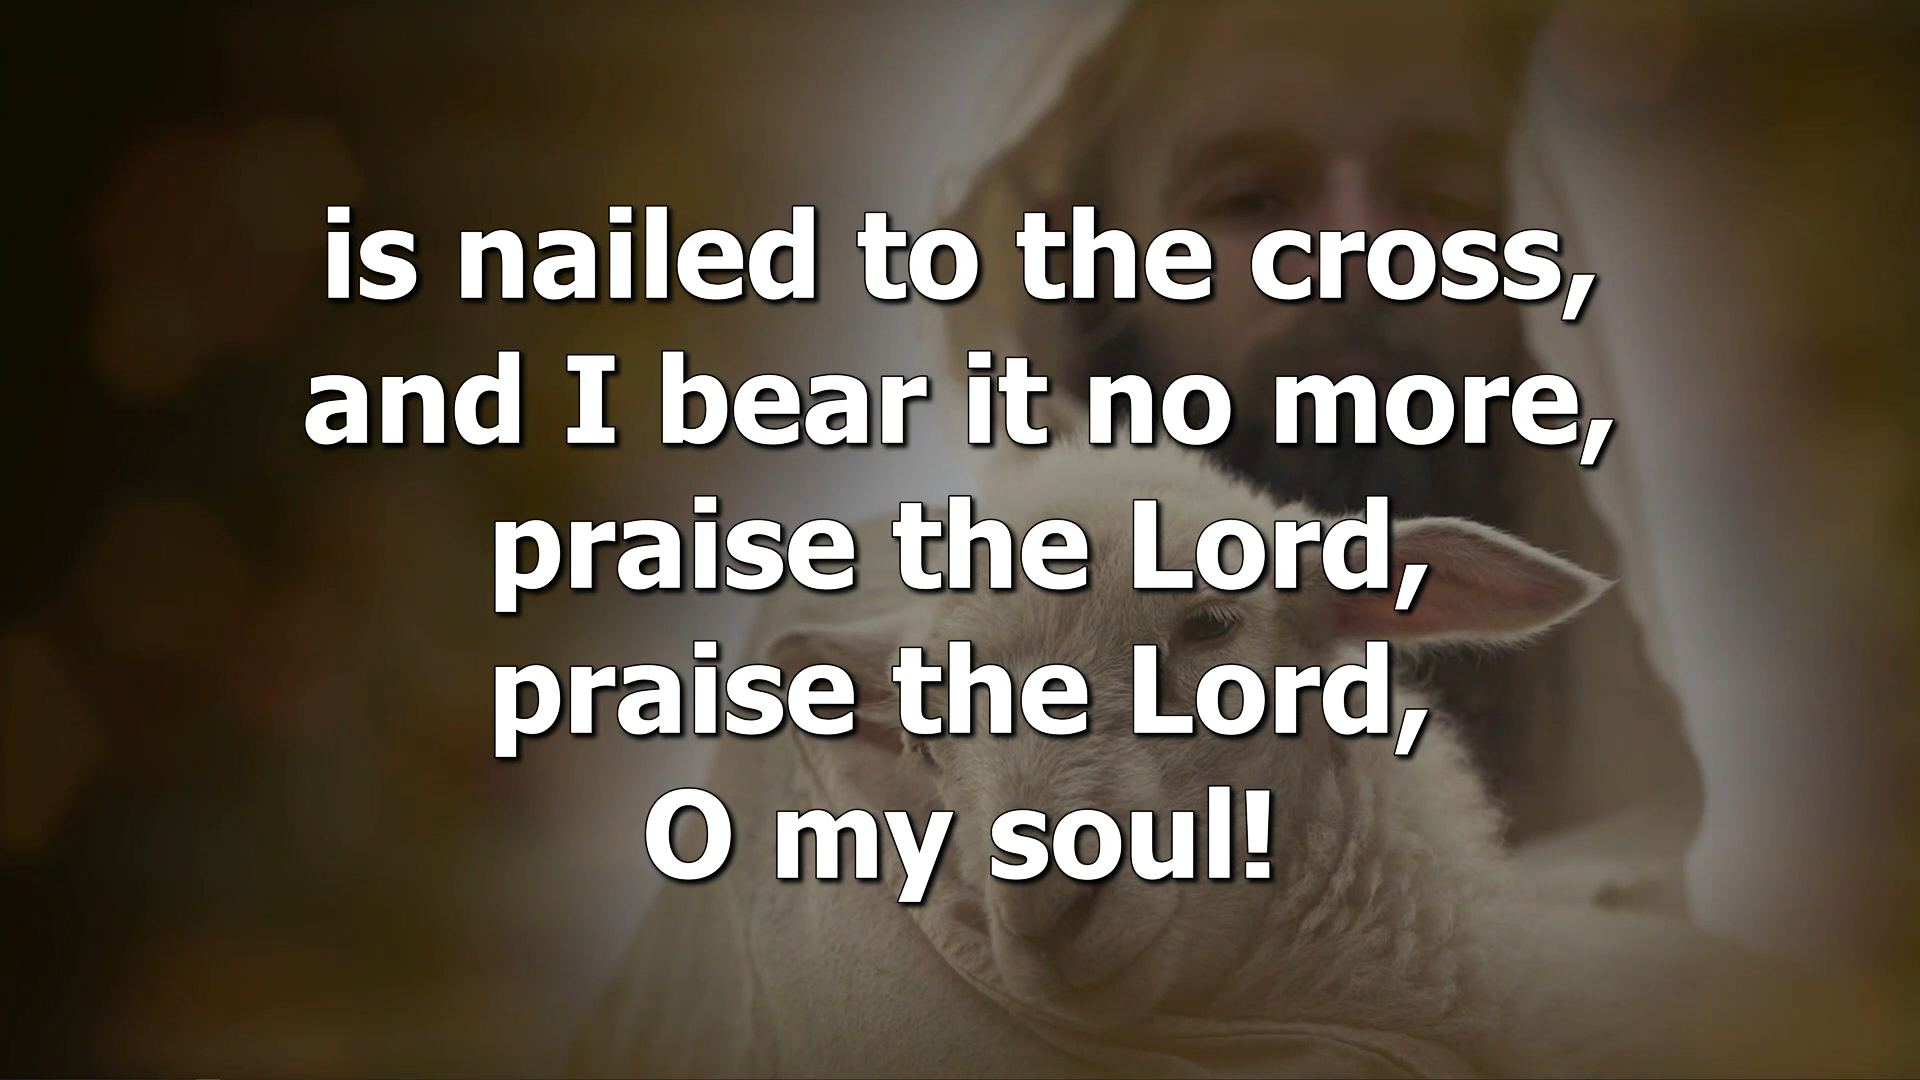 is nailed to the cross,
and I bear it no more,
praise the Lord,
praise the Lord,
O my soul!